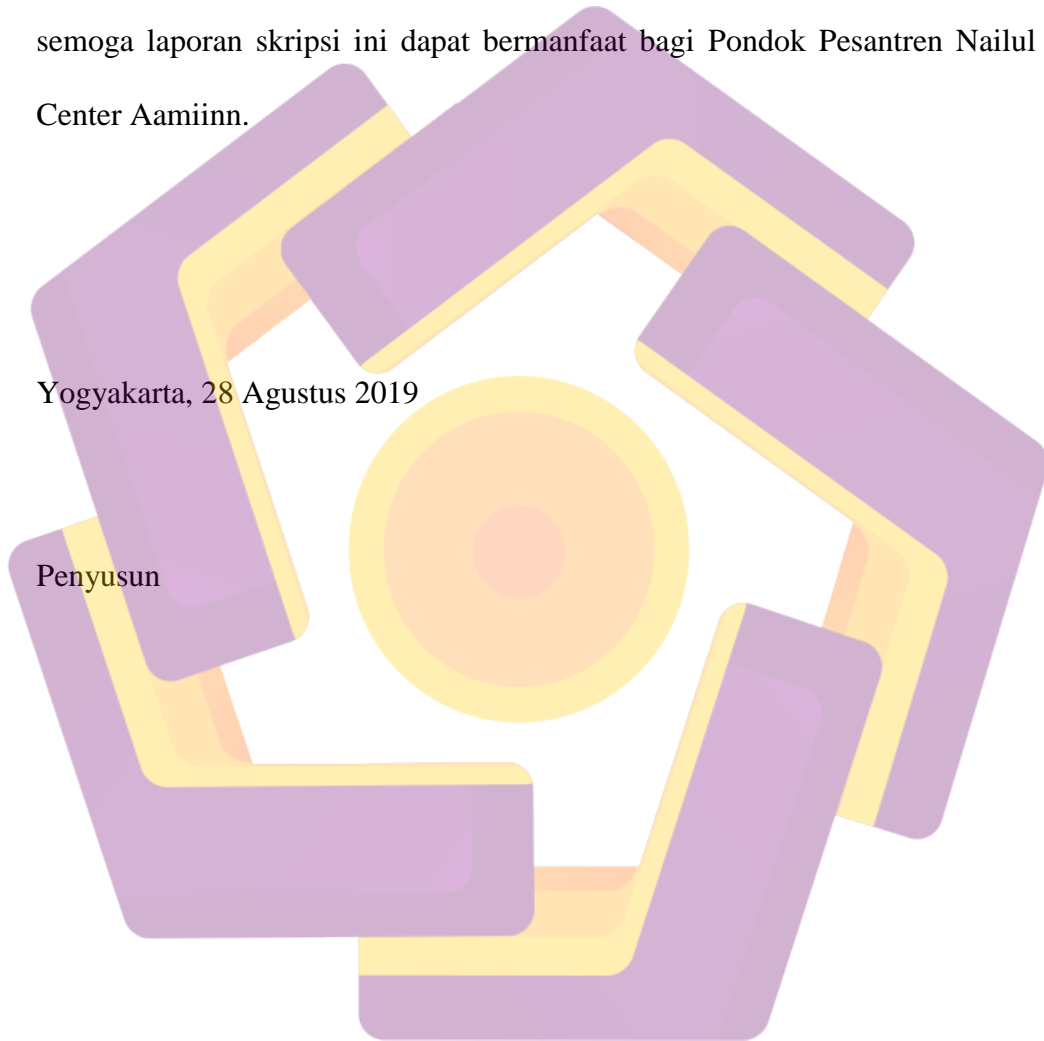 semoga laporan skripsi ini dapat bermanfaat bagi Pondok Pesantren Nailul
Center Aamiinn.
Yogyakarta, 28 Agustus 2019
Penyusun